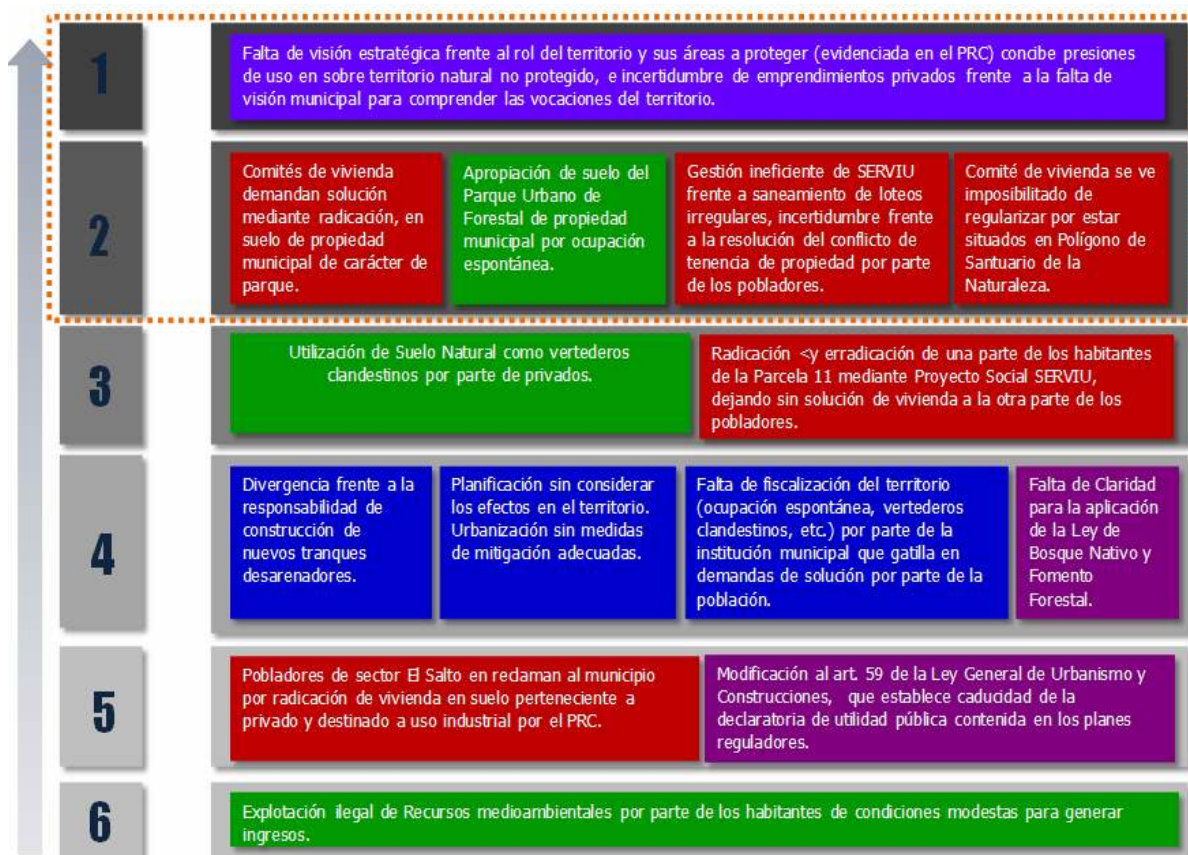 1
Falta de visión estratégica frente al rol del territorio y sus áreas a proteger (evidenciada en el PRC) concibe presiones
de uso en sobre territorio natural no protegido, e incertidumbre de emprendimientos privados frente a la falta de
visión municipal para comprender las vocaciones del territorio.
2
Comités de vivienda
demandan solución
mediante radicación, en
suelo de propiedad
municipal de carácter de
parque.
Apropiación de suelo del
Parque Urbano de
Forestal de propiedad
municipal por ocupación
espontánea.
Gestión ineficiente de SERVIU
frente a saneamiento de loteos
irregulares, incertidumbre frente
a la resolución del conflicto de
tenencia de propiedad por parte
de los pobladores.
Comité de vivienda se ve
imposibilitado de
regularizar por estar
situados en Polígono de
Santuario de la
Naturaleza.
3
Utilización de Suelo Natural como vertederos
clandestinos por parte de privados.
Radicación <y erradicación de una parte de los habitantes
de la Parcela 11 mediante Proyecto Social SERVIU,
dejando sin solución de vivienda a la otra parte de los
pobladores.
4
Divergencia frente a la
responsabilidad de
construcción de
nuevos tranques
desarenadores.
Planificación sin considerar
los efectos en el territorio.
Urbanización sin medidas
de mitigación adecuadas.
Falta de fiscalización del territorio
(ocupación espontánea, vertederos
clandestinos, etc.) por parte de la
institución municipal que gatilla en
demandas de solución por parte de la
población.
Falta de Claridad
para la aplicación
de la Ley de
Bosque Nativo y
Fomento
Forestal.
5
Pobladores de sector El Salto en reclaman al municipio
por radicación de vivienda en suelo perteneciente a
privado y destinado a uso industrial por el PRC.
Modificación al art. 59 de la Ley General de Urbanismo y
Construcciones, que establece caducidad de la
declaratoria de utilidad pública contenida en los planes
reguladores.
6
Explotación ilegal de Recursos medioambientales por parte de los habitantes de condiciones modestas para generar
ingresos.